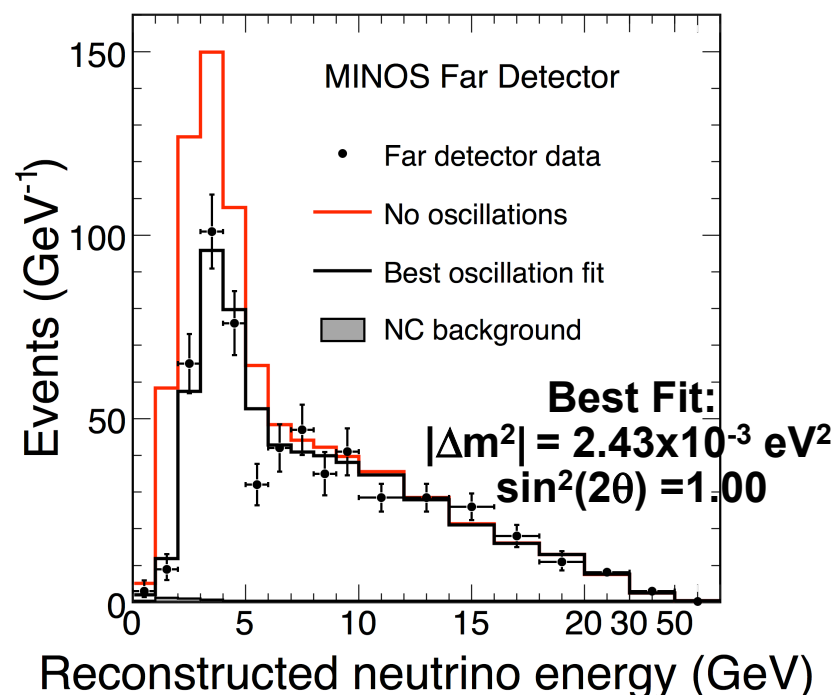 MINOS Far Detector
Far detector data
No oscillations
Best oscillation fit
NC background
Best Fit:
|Δm²| = 2.43x10⁻³ eV²
sin²(2θ) =1.00
Events (GeV⁻¹)
150
100
50
0
0 5 10 15 20 30 50
Reconstructed neutrino energy (GeV)